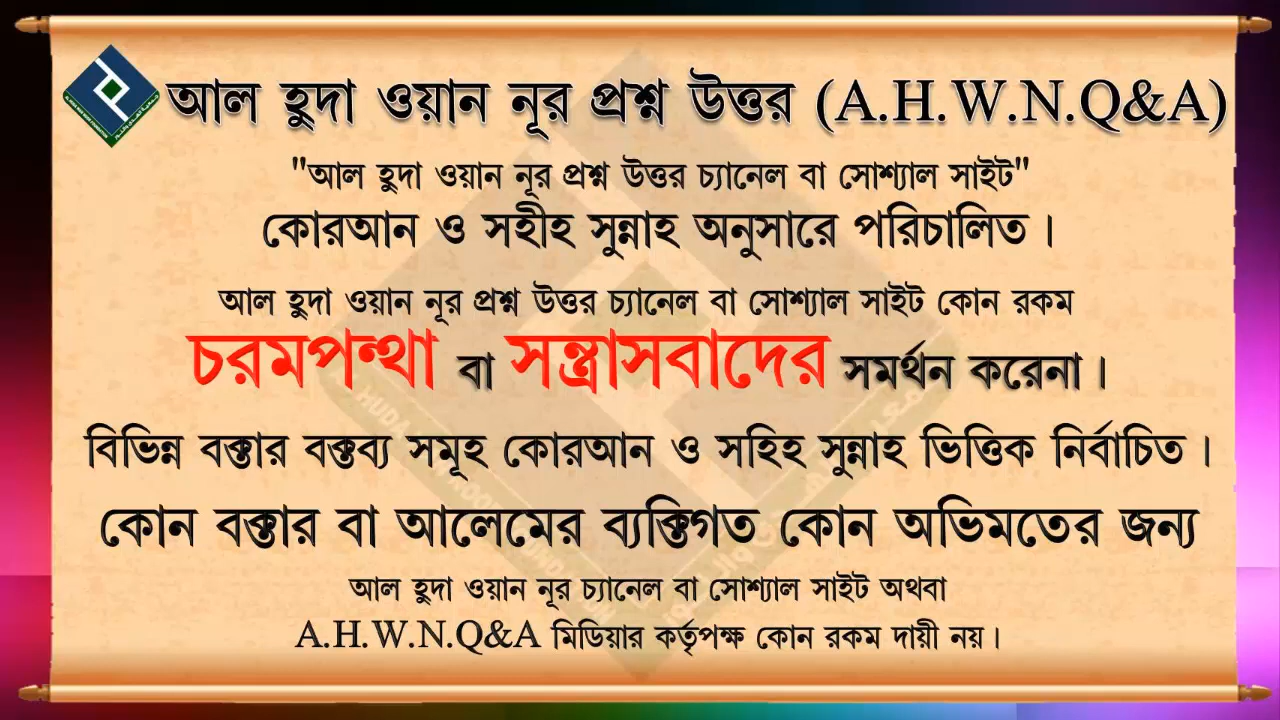 আল হুদা ওয়ান নূর প্রশ্ন উত্তর (A.H.W.N.Q&A)
"আল হুদা ওয়ান নূর প্রশ্ন উত্তর চ্যানেল বা সোশ্যাল সাইট"
কোরআন ও সহীহ সুন্নাহ অনুসারে পরিচালিত।
আল হুদা ওয়ান নূর প্রশ্ন উত্তর চ্যানেল বা সোশ্যাল সাইট কোন রকম
চরমপন্থা বা সন্ত্রাসবাদের সমর্থন করেনা।
বিভিন্ন বক্তার বক্তব্য সমূহ কোরআন ও সহিহ সুন্নাহ ভিত্তিক নির্বাচিত।
কোন বক্তার বা আলেমের ব্যক্তিগত কোন অভিমতের জন্য
আল হুদা ওয়ান নূর চ্যানেল বা সোশ্যাল সাইট অথবা
A.H.W.N.Q&A মিডিয়ার কর্তৃপক্ষ কোন রকম দায়ী নয়।